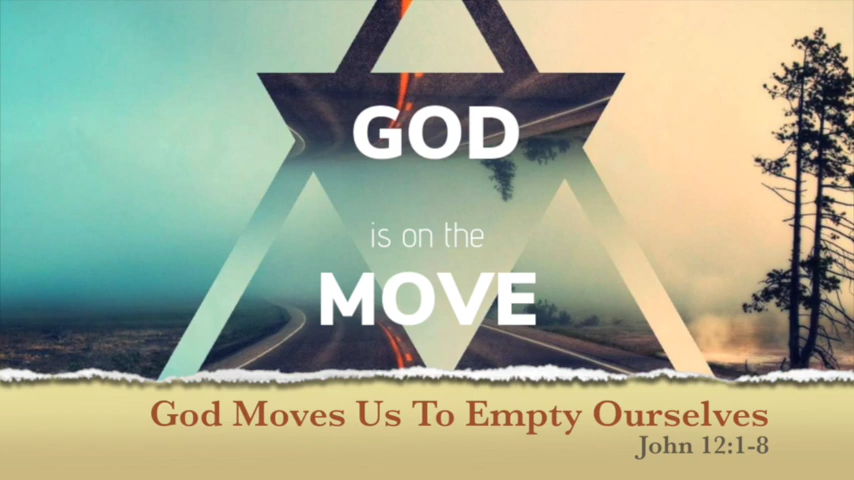 GOD
is on the
MOVE
God Moves Us To Empty Ourselves
John 12:1-8